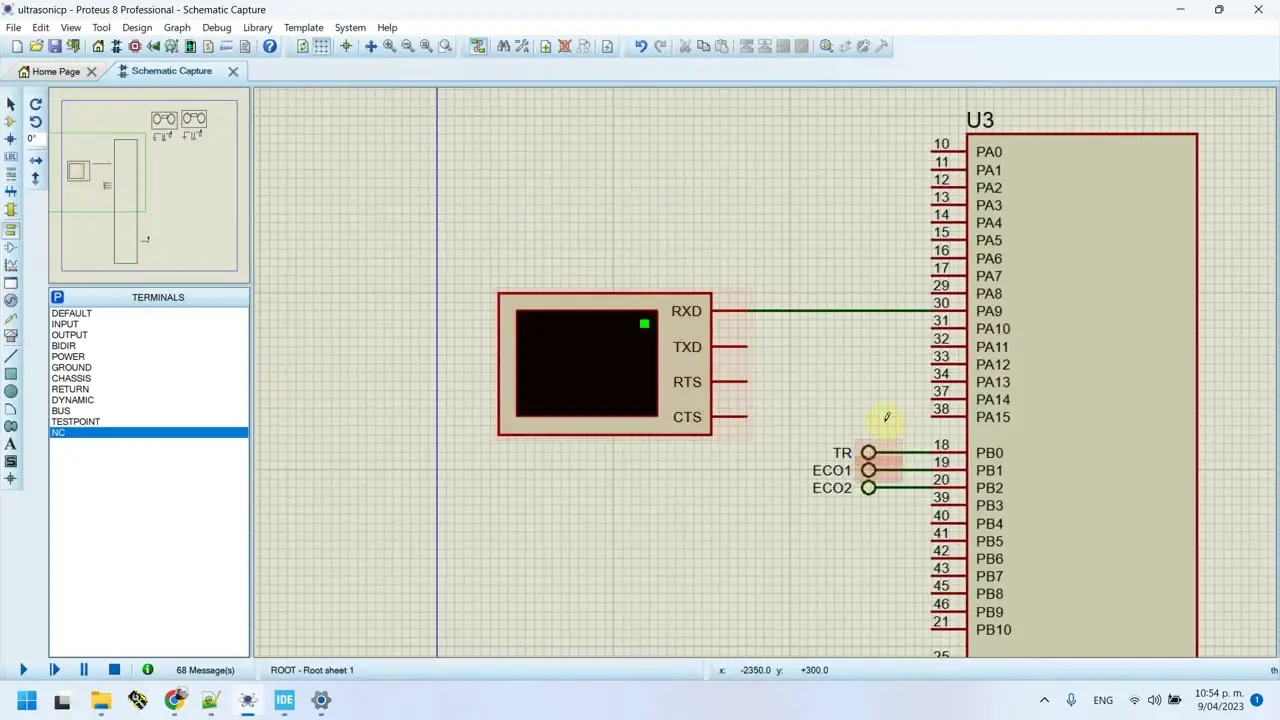 ultrasonicp - Proteus 8 Professional - Schematic Capture
File Edit View Tool Design Graph Debug Library Template System Help
Home Page Schematic Capture
0°
LBL
P TERMINALS
DEFAULT
INPUT
OUTPUT
BIDIR
POWER
GROUND
CHASSIS
RETURN
DYNAMIC
BUS
TESTPOINT
NC
A
S
U3
10 PA0
11 PA1
12 PA2
13 PA3
14 PA4
15 PA5
16 PA6
17 PA7
29 PA8
RXD 30 PA9
31 PA10
TXD 32 PA11
33 PA12
RTS 34 PA13
37 PA14
CTS 38 PA15
TR 18 PB0
ECO1 19 PB1
ECO2 20 PB2
39 PB3
40 PB4
41 PB5
42 PB6
43 PB7
45 PB8
46 PB9
21 PB10
25
68 Message(s) ROOT - Root sheet 1 x: -2350.0 y: +300.0 th
IDE ENG 10:54 p. m.
9/04/2023 1